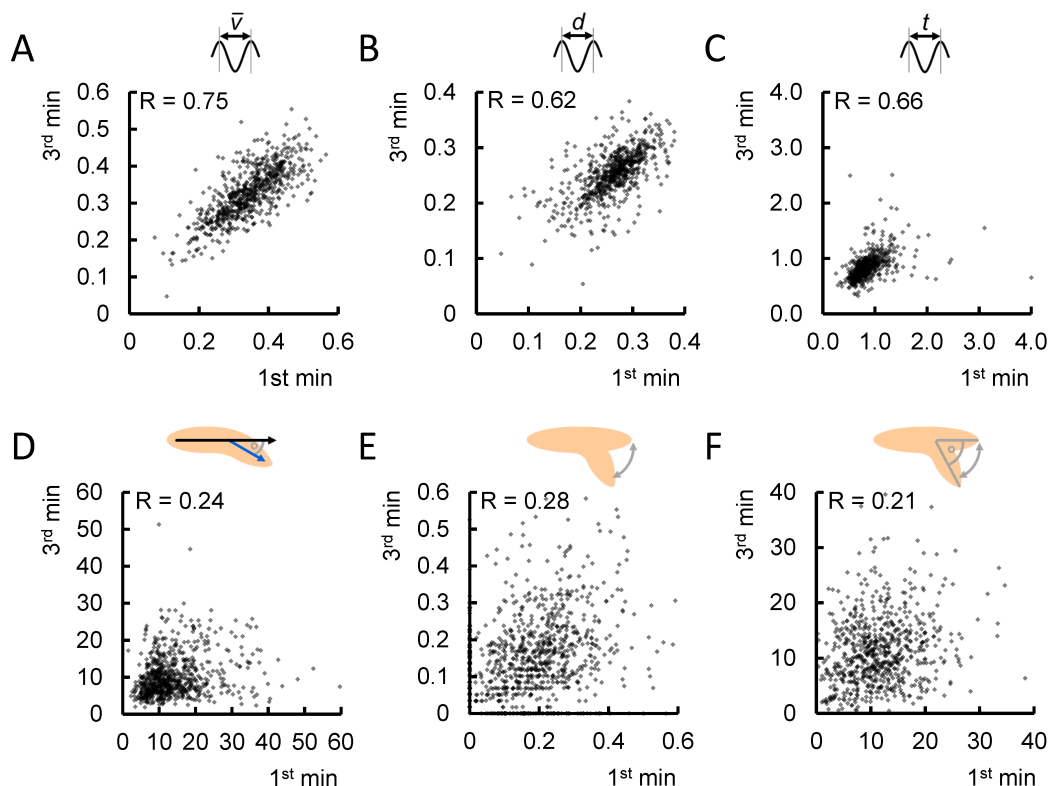 A v̅ B d C t
R = 0.75 R = 0.62 R = 0.66
3rd min 3rd min 3rd min
0.6 0.4 4.0
0.5 0.3 3.0
0.4 0.2 2.0
0.3 0.1 1.0
0.2 0 0.0
0.1
0
0 0.2 0.4 0.6 0 0.1 0.2 0.3 0.4 0.0 1.0 2.0 3.0 4.0
1st min 1st min 1st min
D E F
R = 0.24 R = 0.28 R = 0.21
3rd min 3rd min 3rd min
60 0.6 40
50 0.5 30
40 0.4 20
30 0.3 10
20 0.2 0
10 0.1
0 0
0 10 20 30 40 50 60 0 0.2 0.4 0.6 0 10 20 30 40
1st min 1st min 1st min